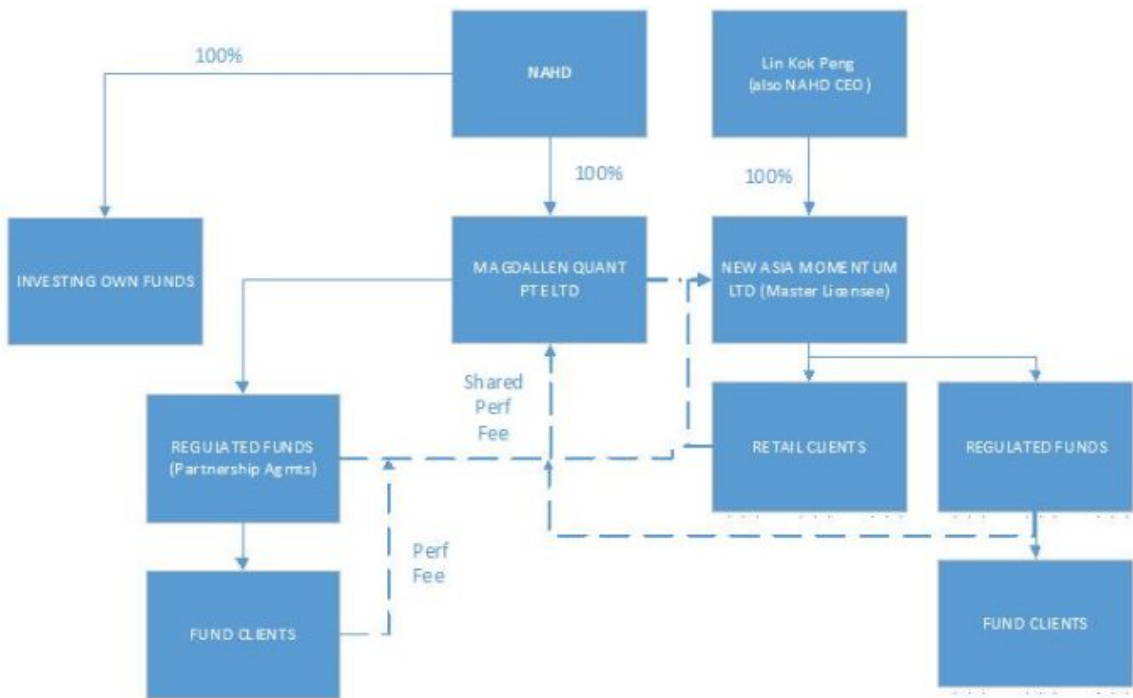 100%
NAHD
Lin Kok Peng
(also NAHD CEO)
100%
100%
INVESTING OWN FUNDS
MAGDALLEN QUANT
PTE LTD
NEW ASIA MOMENTUM
LTD (Master Licensee)
Shared
Perf
Fee
REGULATED FUNDS
(Partnership Agmts)
RETAIL CLIENTS
REGULATED FUNDS
Perf
Fee
FUND CLIENTS
FUND CLIENTS